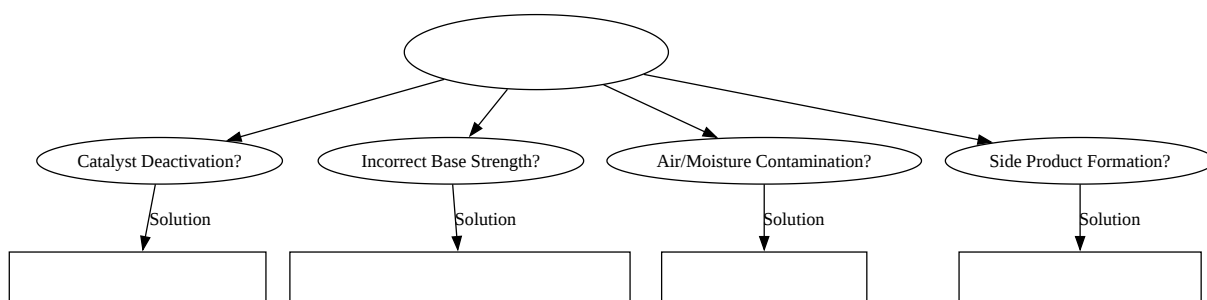 Catalyst Deactivation?
Incorrect Base Strength?
Air/Moisture Contamination?
Side Product Formation?
Solution
Solution
Solution
Solution